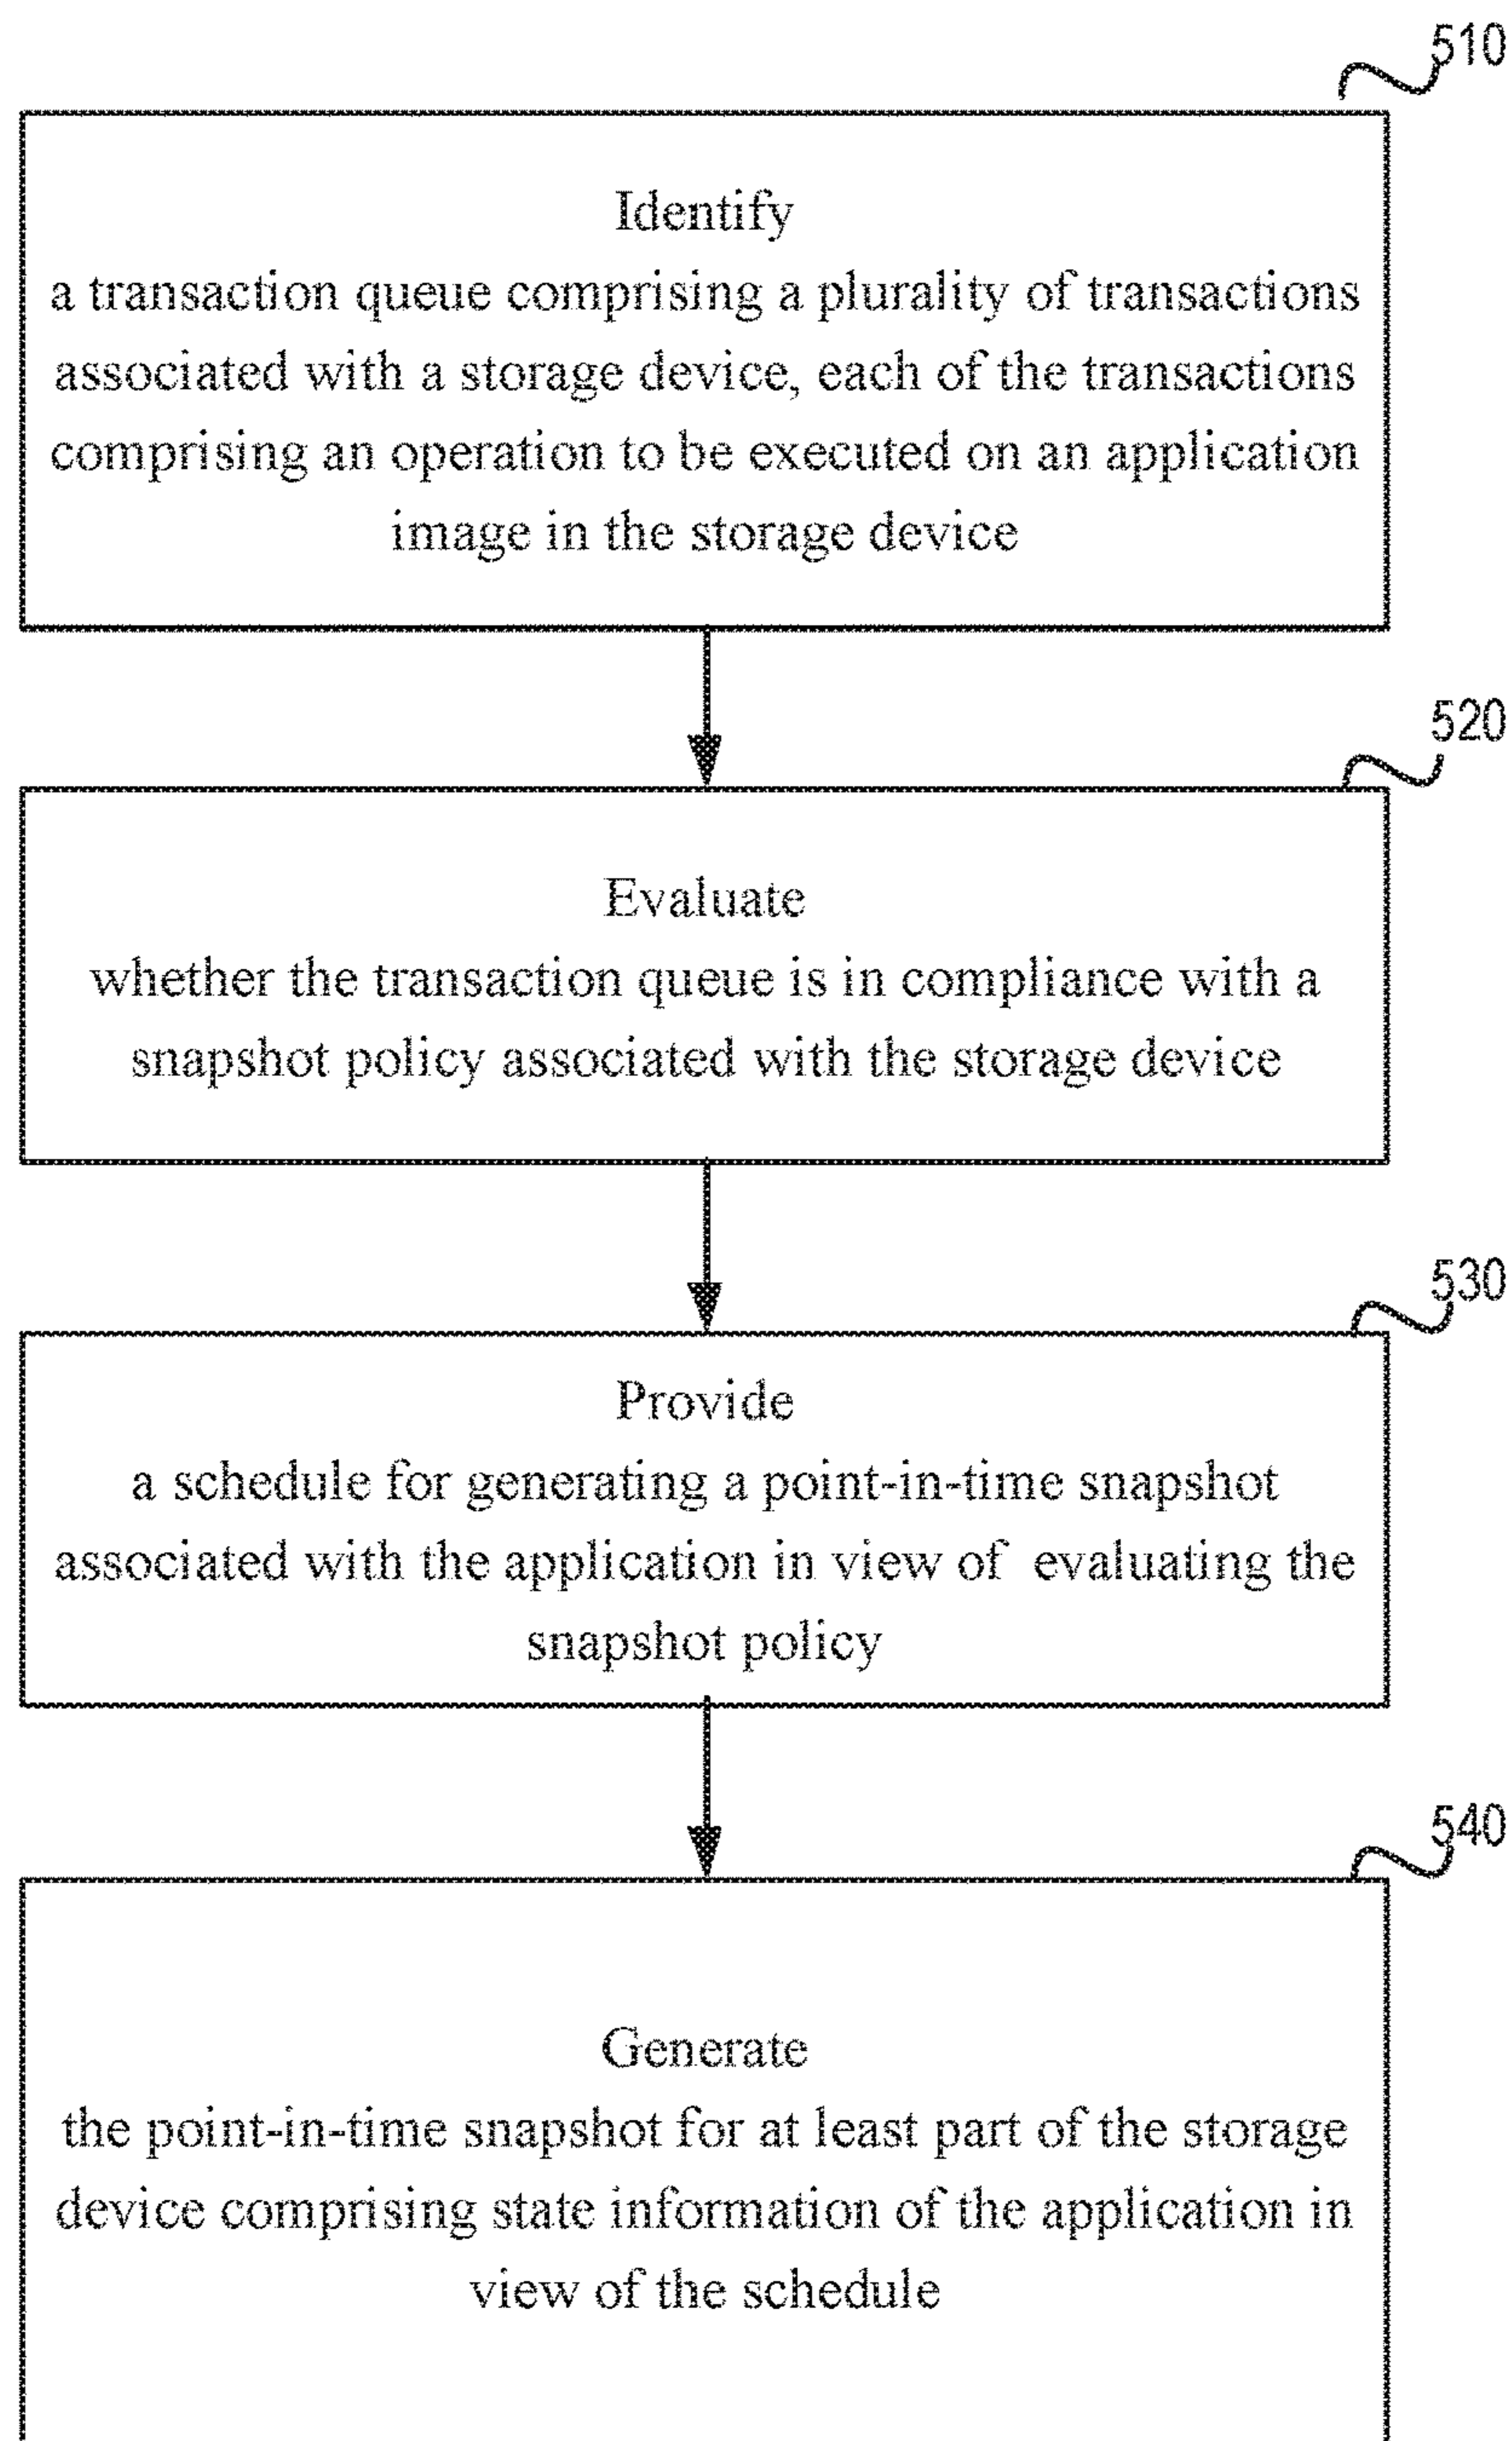 510
Identify
a transaction queue comprising a plurality of transactions
associated with a storage device, each of the transactions
comprising an operation to be executed on an application
image in the storage device
520
Evaluate
whether the transaction queue is in compliance with a
snapshot policy associated with the storage device
530
Provide
a schedule for generating a point-in-time snapshot
associated with the application in view of evaluating the
snapshot policy
540
Generate
the point-in-time snapshot for at least part of the storage
device comprising state information of the application in
view of the schedule